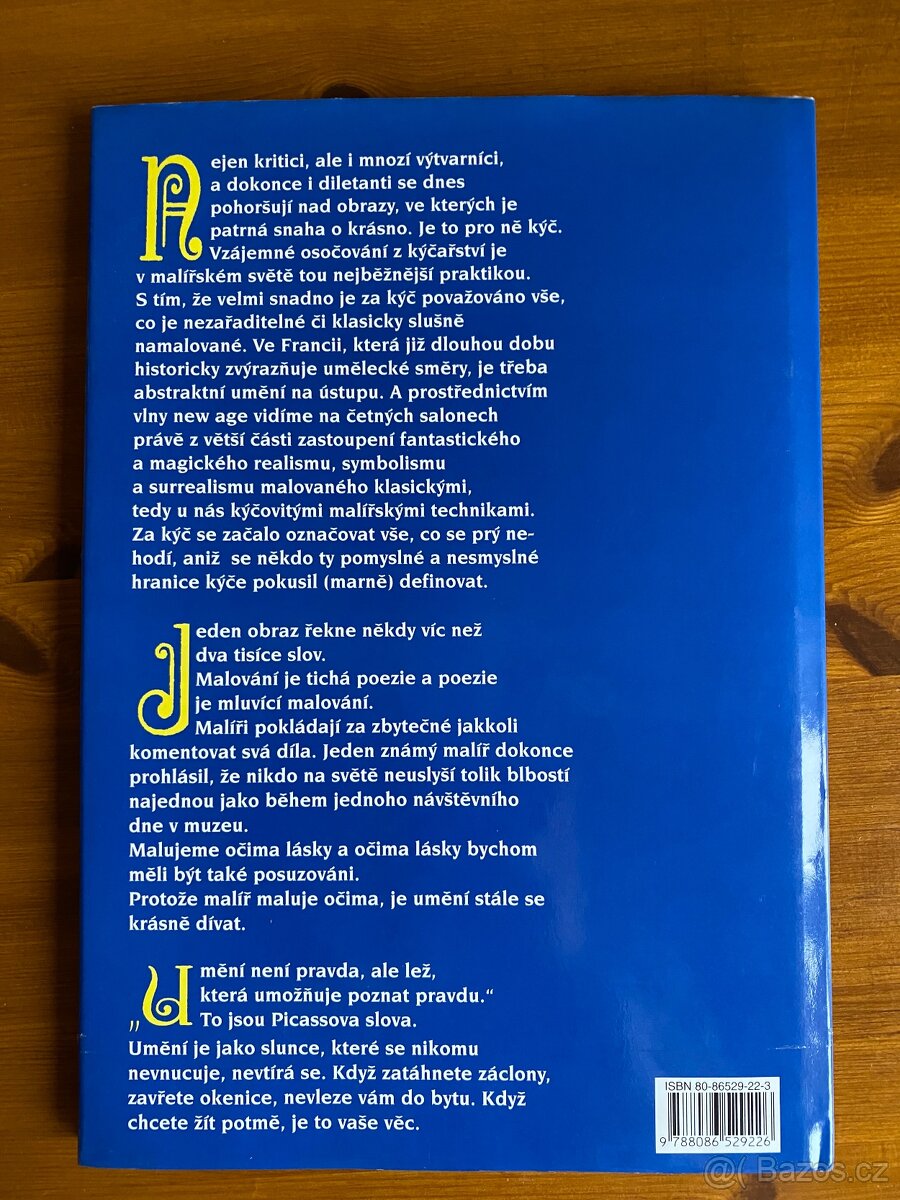 Nejen kritici, ale i mnozí výtvarníci,
a dokonce i diletanti se dnes
pohoršují nad obrazy, ve kterých je
patrná snaha o krásno. Je to pro ně kýč.
Vzájemné osočování z kýčařství je
v malířském světě tou nejběžnější praktikou.
S tím, že velmi snadno je za kýč považováno vše,
co je nezařaditelné či klasicky slušně
namalované. Ve Francii, která již dlouhou dobu
historicky zvýrazňuje umělecké směry, je třeba
abstraktní umění na ústupu. A prostřednictvím
vlny new age vidíme na četných salonech
právě z větší části zastoupení fantastického
a magického realismu, symbolismu
a surrealismu malovaného klasickými,
tedy u nás kýčovitými malířskými technikami.
Za kýč se začalo označovat vše, co se prý ne-
hodí, aniž se někdo ty pomyslné a nesmyslné
hranice kýče pokusil (marně) definovat.
Jeden obraz řekne někdy víc než
dva tisíce slov.
Malování je tichá poezie a poezie
je mluvící malování.
Malíři pokládají za zbytečné jakkoli
komentovat svá díla. Jeden známý malíř dokonce
prohlásil, že nikdo na světě neuslyší tolik blbostí
najednou jako během jednoho návštěvního
dne v muzeu.
Malujeme očima lásky a očima lásky bychom
měli být také posuzováni.
Protože malíř maluje očima, je umění stále se
krásně dívat.
„Umění není pravda, ale lež,
která umožňuje poznat pravdu.“
To jsou Picassova slova.
Umění je jako slunce, které se nikomu
nevnucuje, nevtírá se. Když zatáhnete záclony,
zavřete okenice, nevleze vám do bytu. Když
chcete žít potmě, je to vaše věc.
ISBN 80-86529-22-3
9 788086 529226
@( Bazos.cz